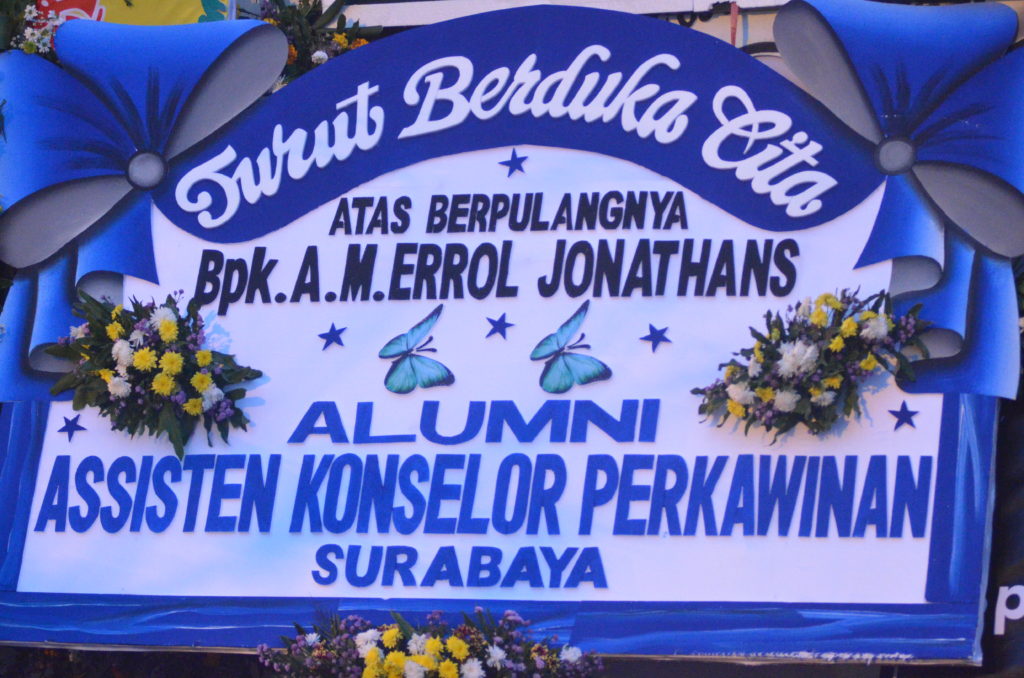 Turut Berduka Cita
ATAS BERPULANGNYA
Bpk.A.M.ERROL JONATHANS
ALUMNI
ASSISTEN KONSELOR PERKAWINAN
SURABAYA
p